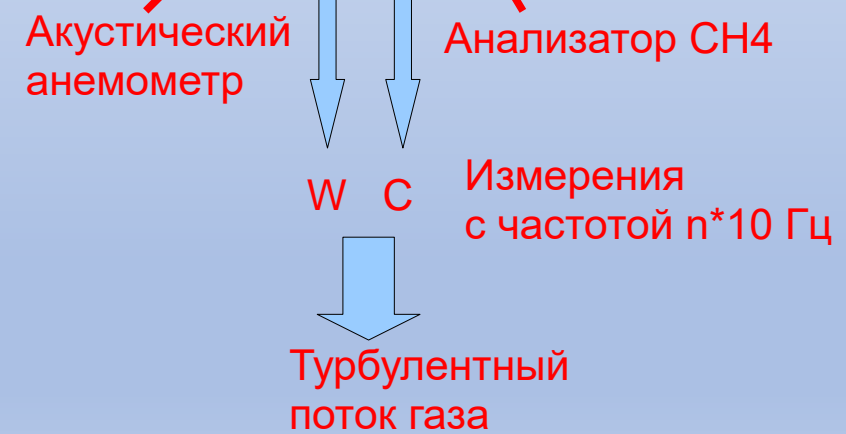 Акустический
анемометр
Анализатор CH4
W C
Измерения
с частотой n*10 Гц
Турбулентный
поток газа